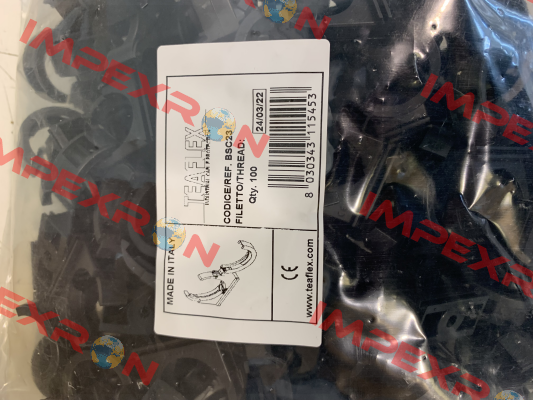 TEAFLEX
CODICE/REF. BSC23
FILETTO/THREAD:
Qty. 100
24/03/22
8 030343 115453
MADE IN ITALY
CE
www.teaflex.com
IMPEXRON
IMPEXRON
IMPEXRON
IMPEXRON
IMPEXRON
IMPEXRON